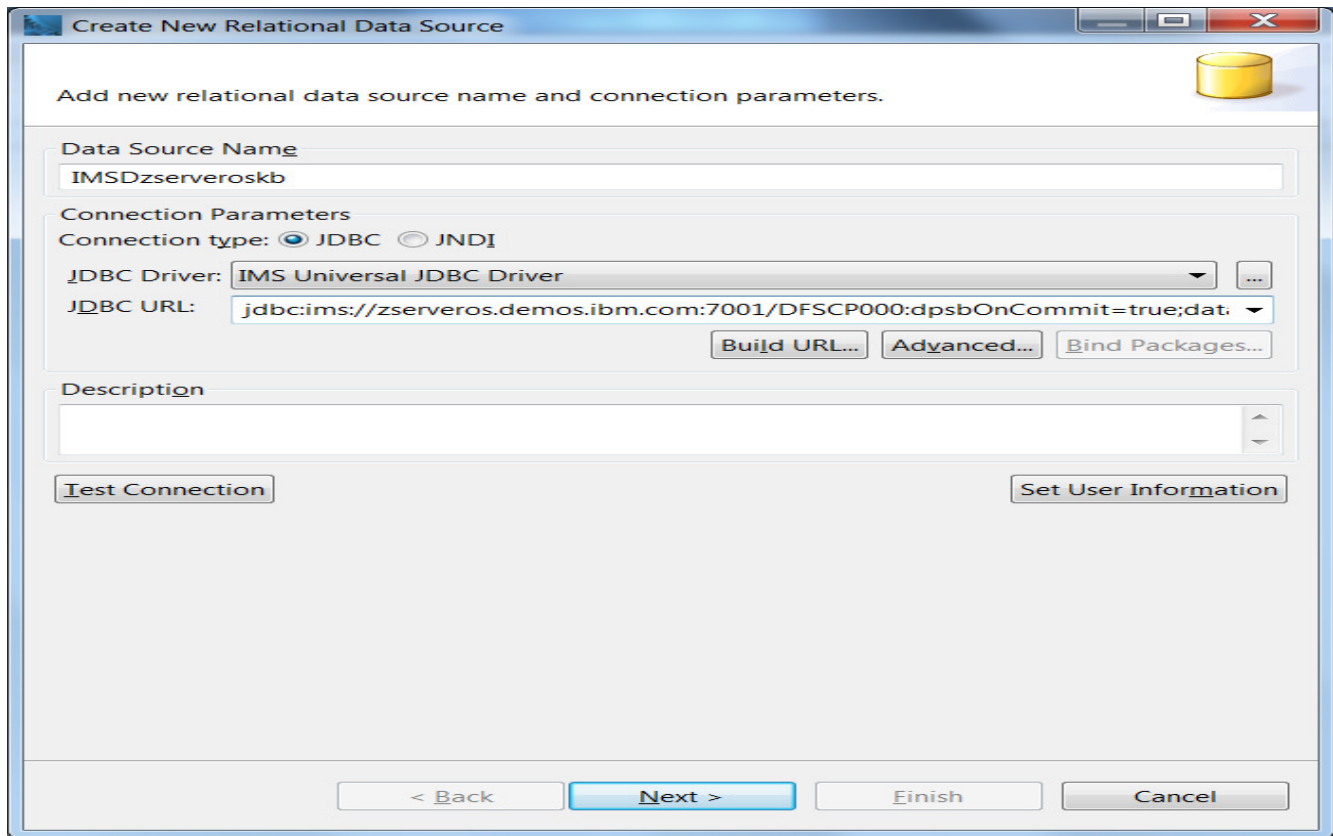 Create New Relational Data Source
Add new relational data source name and connection parameters.
Data Source Name
IMSDzserveroskb
Connection Parameters
Connection type: JDBC JNDI
JDBC Driver: IMS Universal JDBC Driver ...
JDBC URL: jdbc:ims://zserveros.demos.ibm.com:7001/DFSCP000:dpsbOnCommit=true;data
Build URL... Advanced... Bind Packages...
Description
Test Connection Set User Information
< Back Next > Finish Cancel